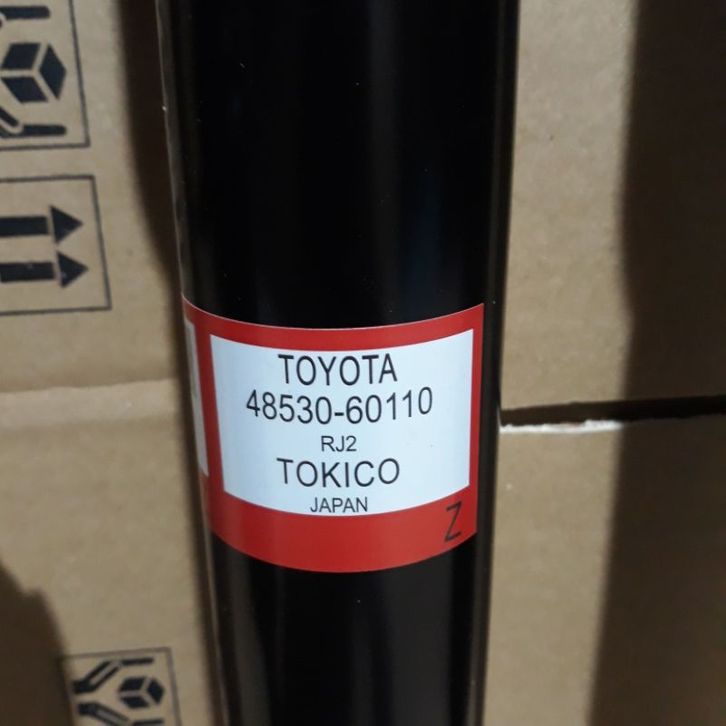 TOYOTA
48530-60110
RJ2
TOKICO
JAPAN
Z